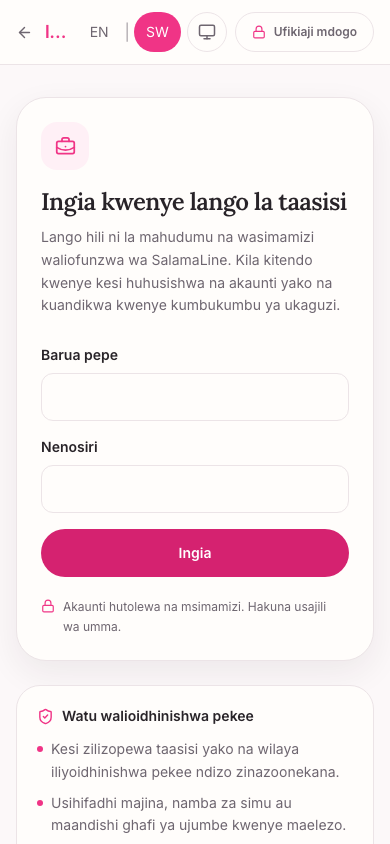 I...
EN
SW
Ufikiaji mdogo
Ingia kwenye lango la taasisi
Lango hili ni la mahudumu na wasimamizi
waliofunzwa wa SalamaLine. Kila kitendo
kwenye kesi huhusishwa na akaunti yako na
kuandikwa kwenye kumbukumbu ya ukaguzi.
Barua pepe
Nenosiri
Ingia
Akaunti hutolewa na msimamizi. Hakuna usajili
wa umma.
Watu walioidhinishwa pekee
Kesi zilizopewa taasisi yako na wilaya
iliyoidhinishwa pekee ndizo zinazoonekana.
Usihifadhi majina, namba za simu au
maandishi ghafi ya ujumbe kwenye maelezo.